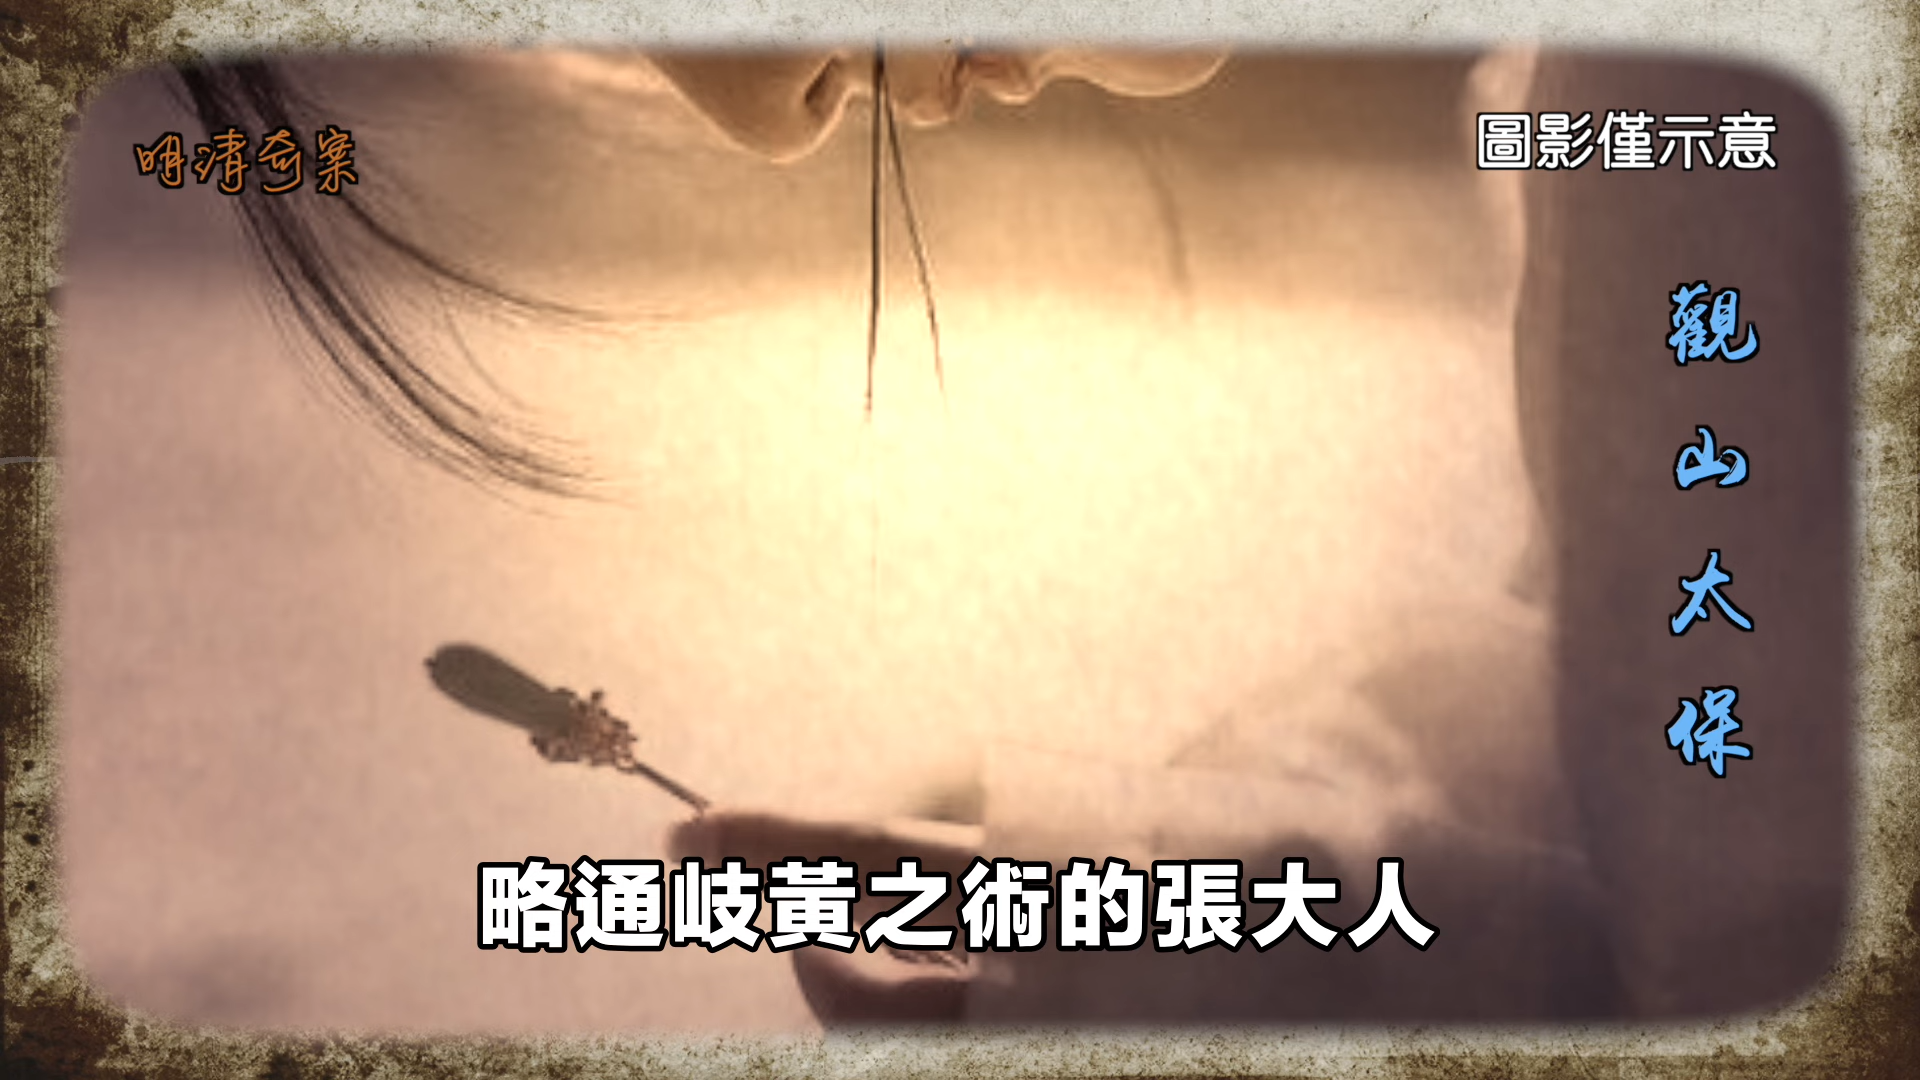 明清奇案
圖影僅示意
觀山太保
略通岐黃之術的張大人